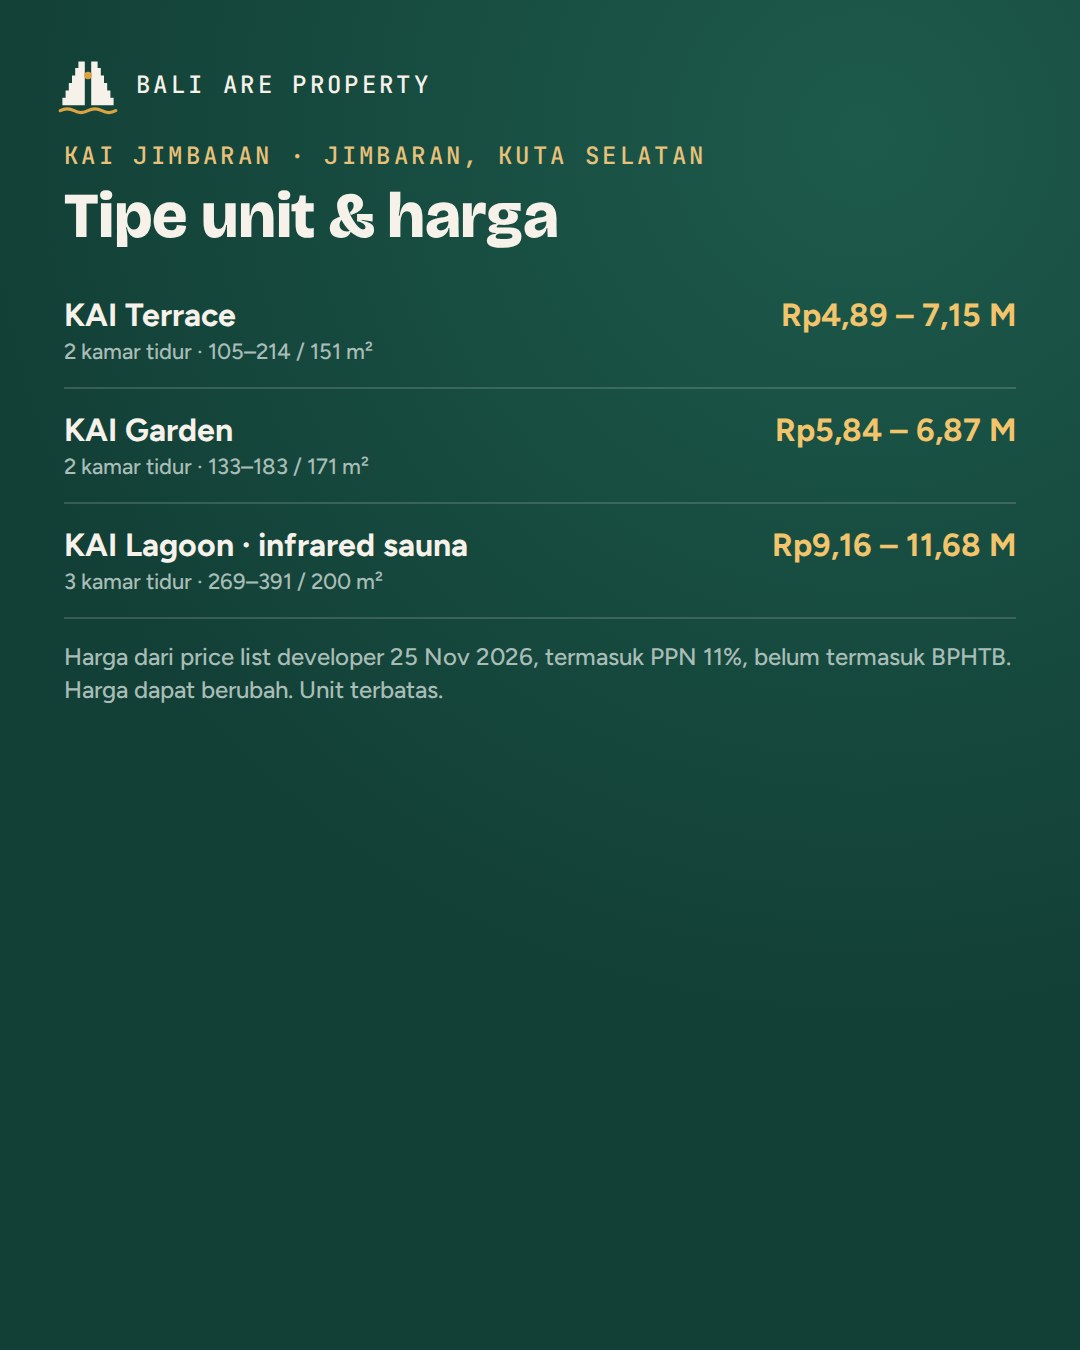 BALI ARE PROPERTY
KAI JIMBARAN · JIMBARAN, KUTA SELATAN
Tipe unit & harga
KAI Terrace
Rp4,89 – 7,15 M
2 kamar tidur · 105–214 / 151 m²
KAI Garden
Rp5,84 – 6,87 M
2 kamar tidur · 133–183 / 171 m²
KAI Lagoon · infrared sauna
Rp9,16 – 11,68 M
3 kamar tidur · 269–391 / 200 m²
Harga dari price list developer 25 Nov 2026, termasuk PPN 11%, belum termasuk BPHTB.
Harga dapat berubah. Unit terbatas.